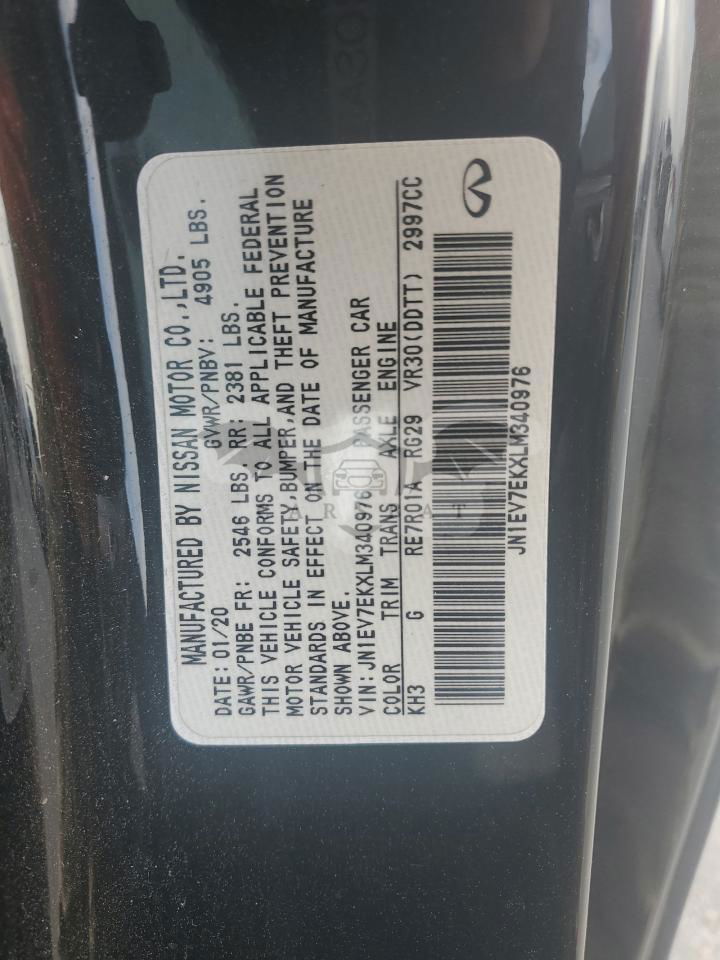 MANUFACTURED BY NISSAN MOTOR CO.,LTD.
DATE: 01/20 GVWR/PNBV: 4905 LBS.
GAWR/PNBE FR: 2546 LBS. RR: 2381 LBS.
THIS VEHICLE CONFORMS TO ALL APPLICABLE FEDERAL
MOTOR VEHICLE SAFETY,BUMPER,AND THEFT PREVENTION
STANDARDS IN EFFECT ON THE DATE OF MANUFACTURE
SHOWN ABOVE.
VIN:JN1EV7EKXLM340976 PASSENGER CAR
COLOR TRIM TRANS AXLE ENGINE
KH3 G RE7R01A RG29 VR30(DDTT) 2997CC
JN1EV7EKXLM340976